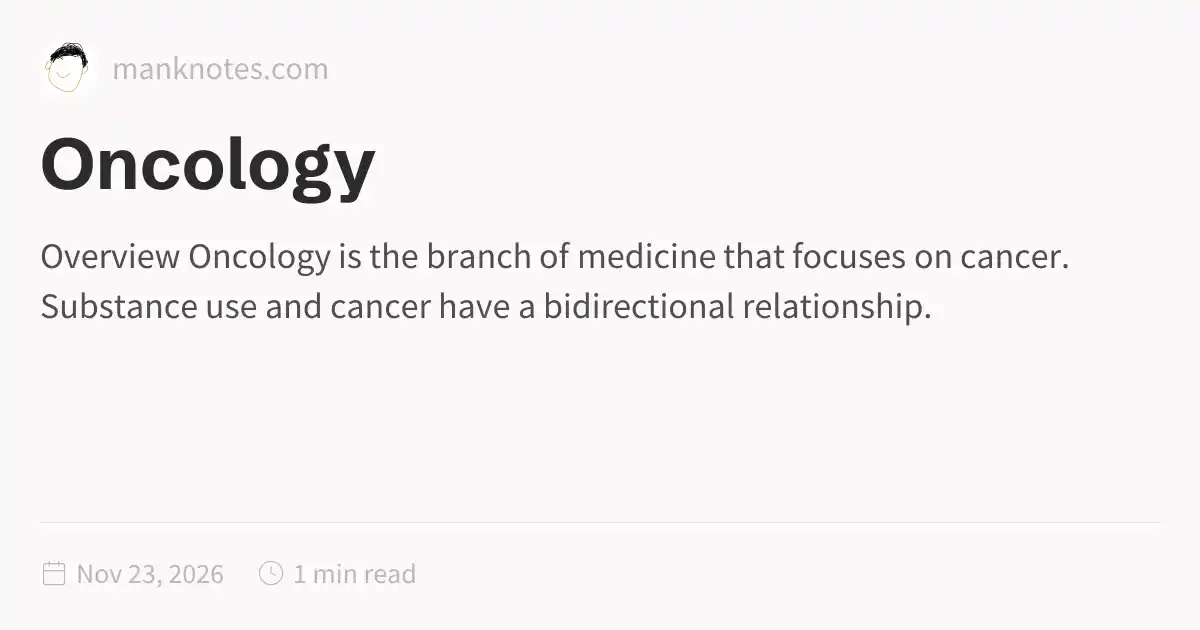 manknotes.com
Oncology
Overview Oncology is the branch of medicine that focuses on cancer.
Substance use and cancer have a bidirectional relationship.
Nov 23, 2026 1 min read